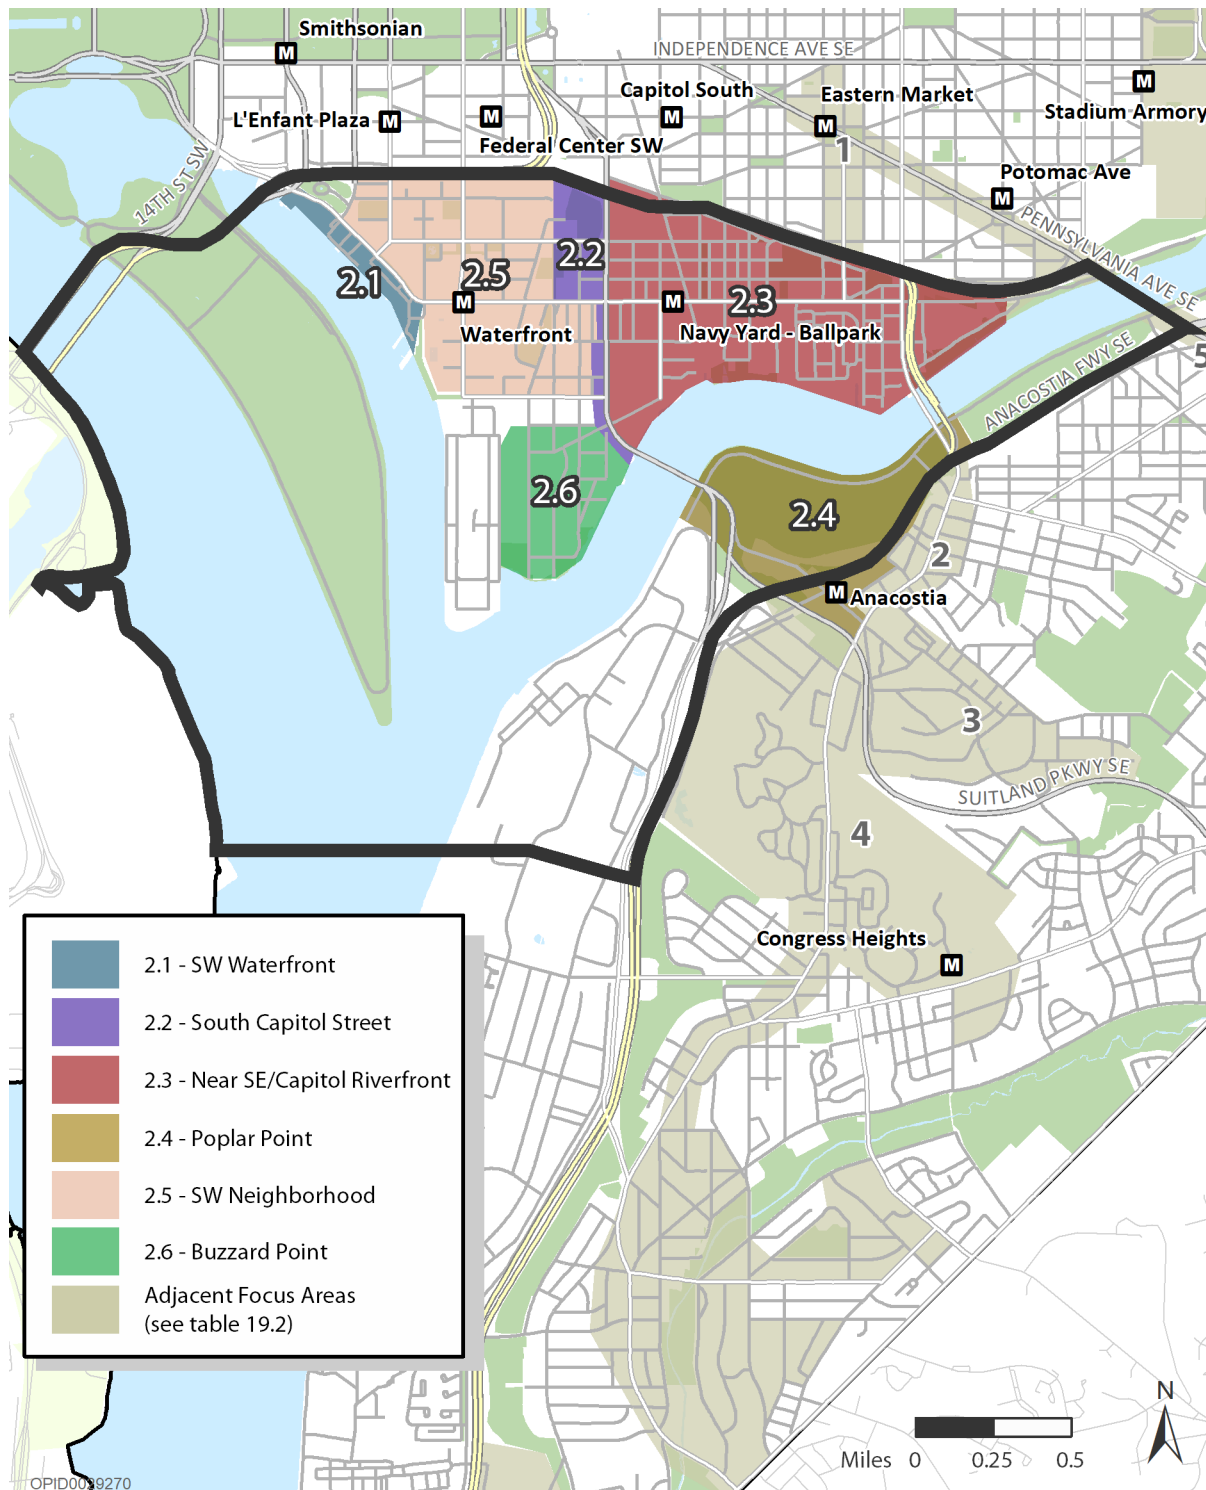 Smithsonian
M
INDEPENDENCE AVE SE
Capitol South
M
Eastern Market
M
M
Stadium Armory
L'Enfant Plaza
M
M
Federal Center SW
14TH ST SW
1
Potomac Ave
M
PENNSYLVANIA AVE SE
2.1
2.5
2.2
2.3
M
Waterfront
M
Navy Yard - Ballpark
ANACOSTIA FWY SE
5
2.6
2.4
2
M
Anacostia
3
SUITLAND PKWY SE
4
Congress Heights
M
2.1 - SW Waterfront
2.2 - South Capitol Street
2.3 - Near SE/Capitol Riverfront
2.4 - Poplar Point
2.5 - SW Neighborhood
2.6 - Buzzard Point
Adjacent Focus Areas
(see table 19.2)
N
Miles 0 0.25 0.5
OPID0029270